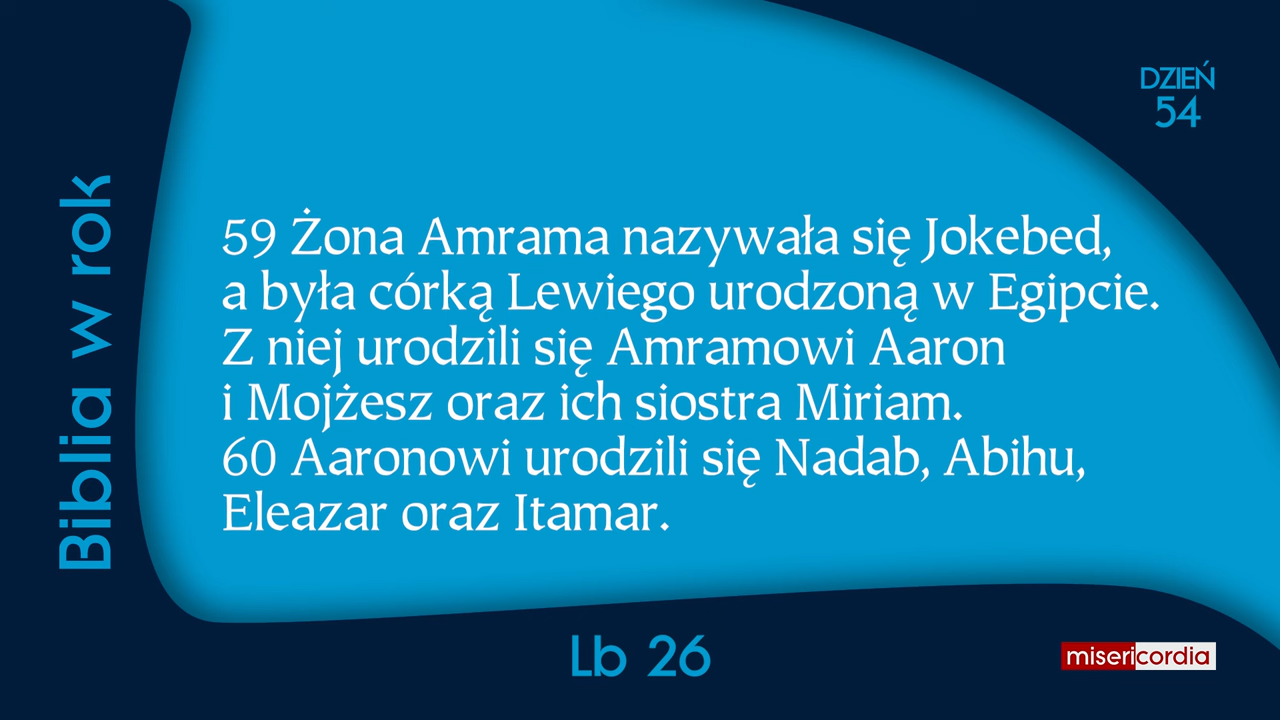 DZIEŃ
54
Biblia w rok
59 Żona Amrama nazywała się Jokebed,
a była córką Lewiego urodzoną w Egipcie.
Z niej urodzili się Amramowi Aaron
i Mojżesz oraz ich siostra Miriam.
60 Aaronowi urodzili się Nadab, Abihu,
Eleazar oraz Itamar.
Lb 26
misericordia